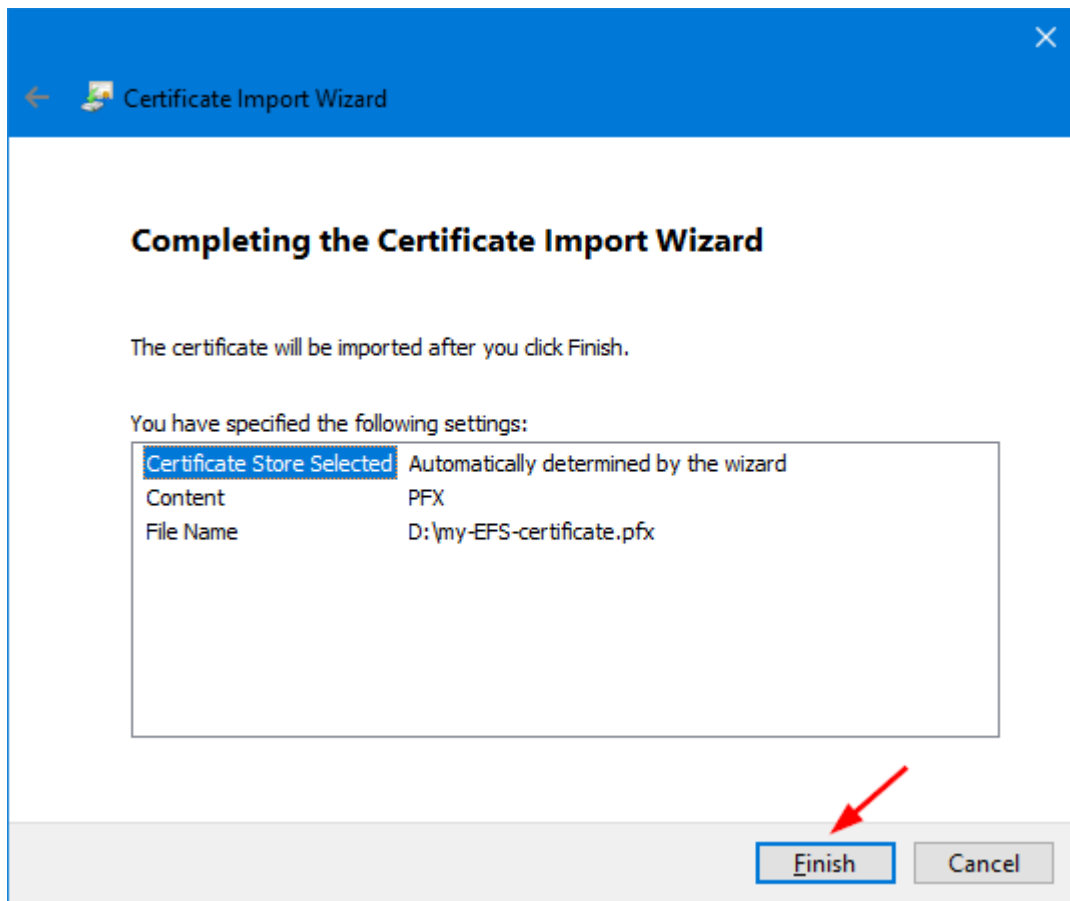 Certificate Import Wizard
Completing the Certificate Import Wizard
The certificate will be imported after you click Finish.
You have specified the following settings:
Certificate Store Selected Automatically determined by the wizard
Content PFX
File Name D:\my-EFS-certificate.pfx
Finish Cancel